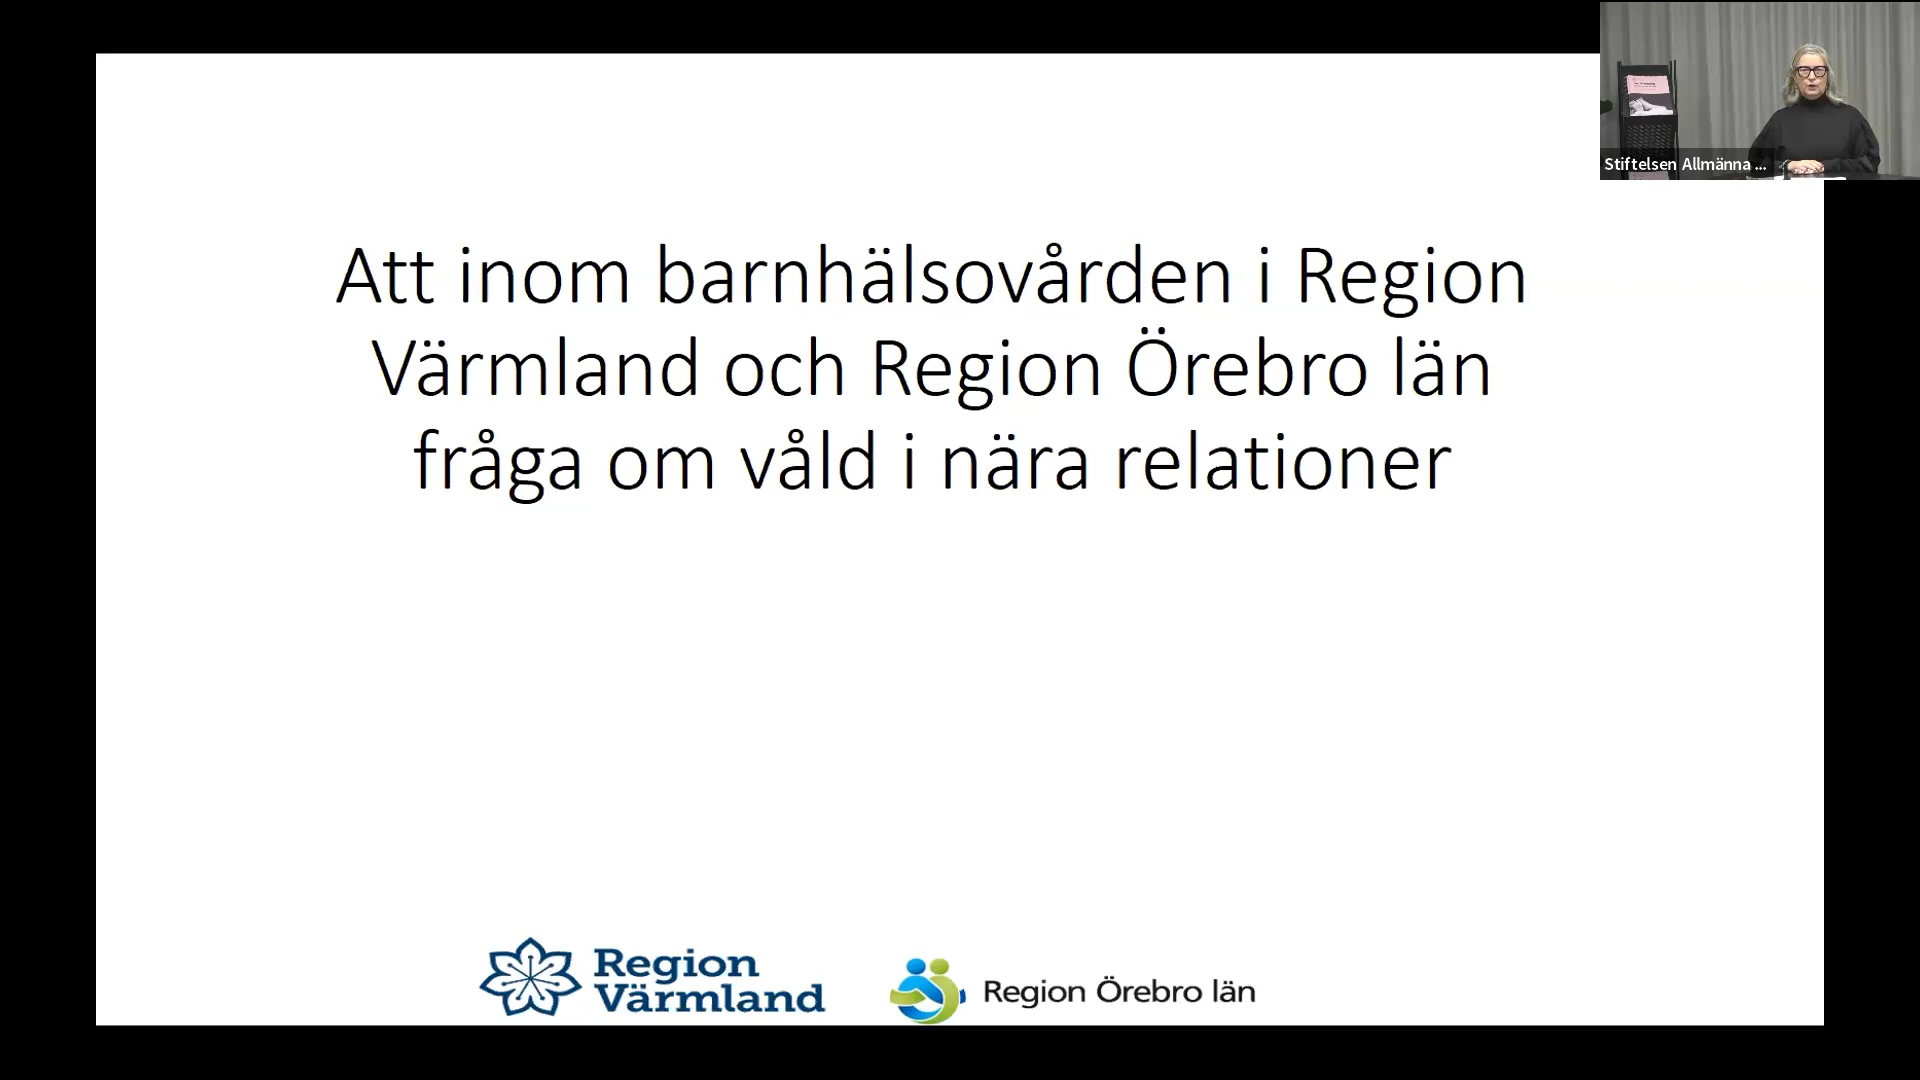 Att inom barnhälsovården i Region
Värmland och Region Örebro län
fråga om våld i nära relationer
Stiftelsen Allmänna ...
Region
Värmland
Region Örebro län